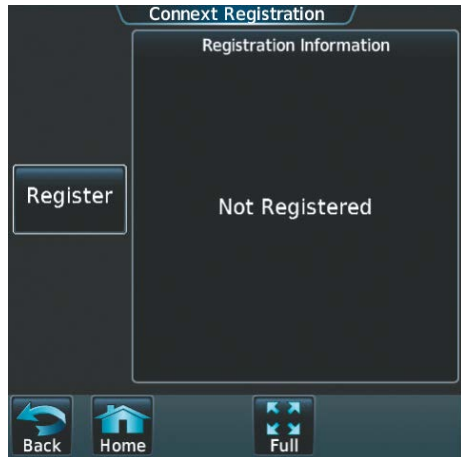 Connext Registration
Registration Information
Register
Not Registered
Back
Home
Full